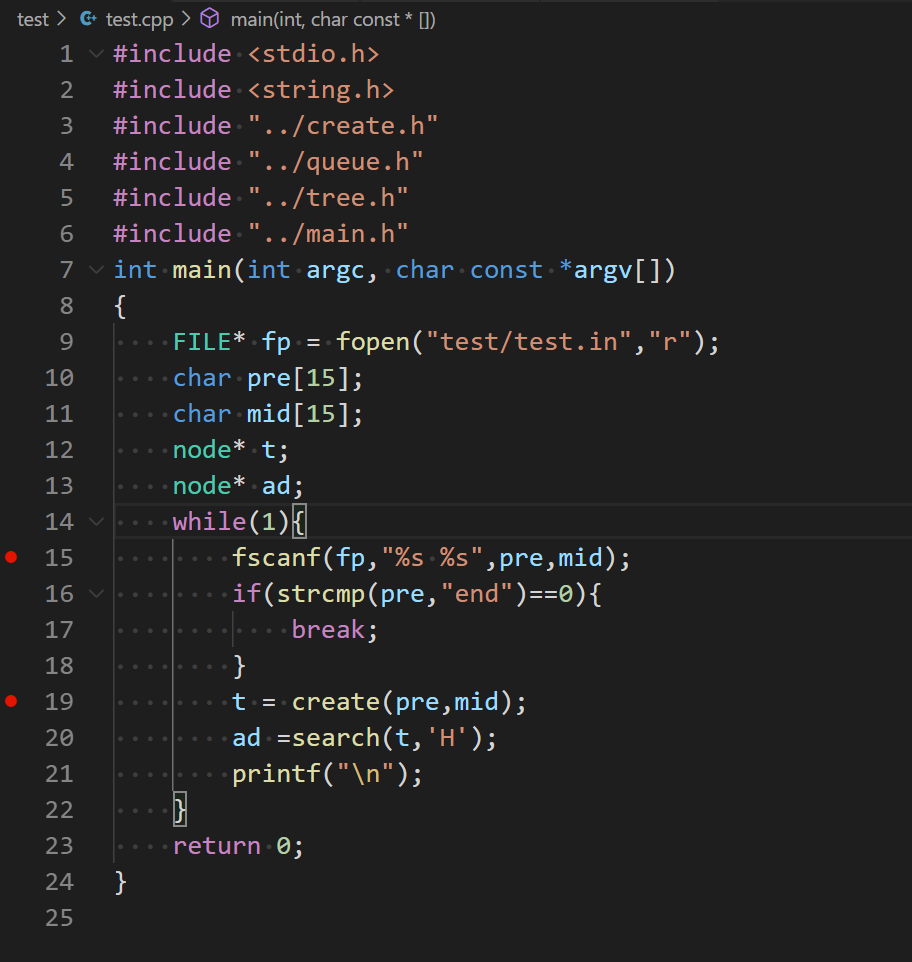 test > test.cpp > main(int, char const * [])
1 #include <stdio.h>
2 #include <string.h>
3 #include "../create.h"
4 #include "../queue.h"
5 #include "../tree.h"
6 #include "../main.h"
7 int main(int argc, char const *argv[])
8 {
9     FILE* fp = fopen("test/test.in","r");
10     char pre[15];
11     char mid[15];
12     node* t;
13     node* ad;
14     while(1){
15         fscanf(fp,"%s %s",pre,mid);
16         if(strcmp(pre,"end")==0){
17             break;
18         }
19         t = create(pre,mid);
20         ad =search(t,'H');
21         printf("\n");
22     }
23     return 0;
24 }
25